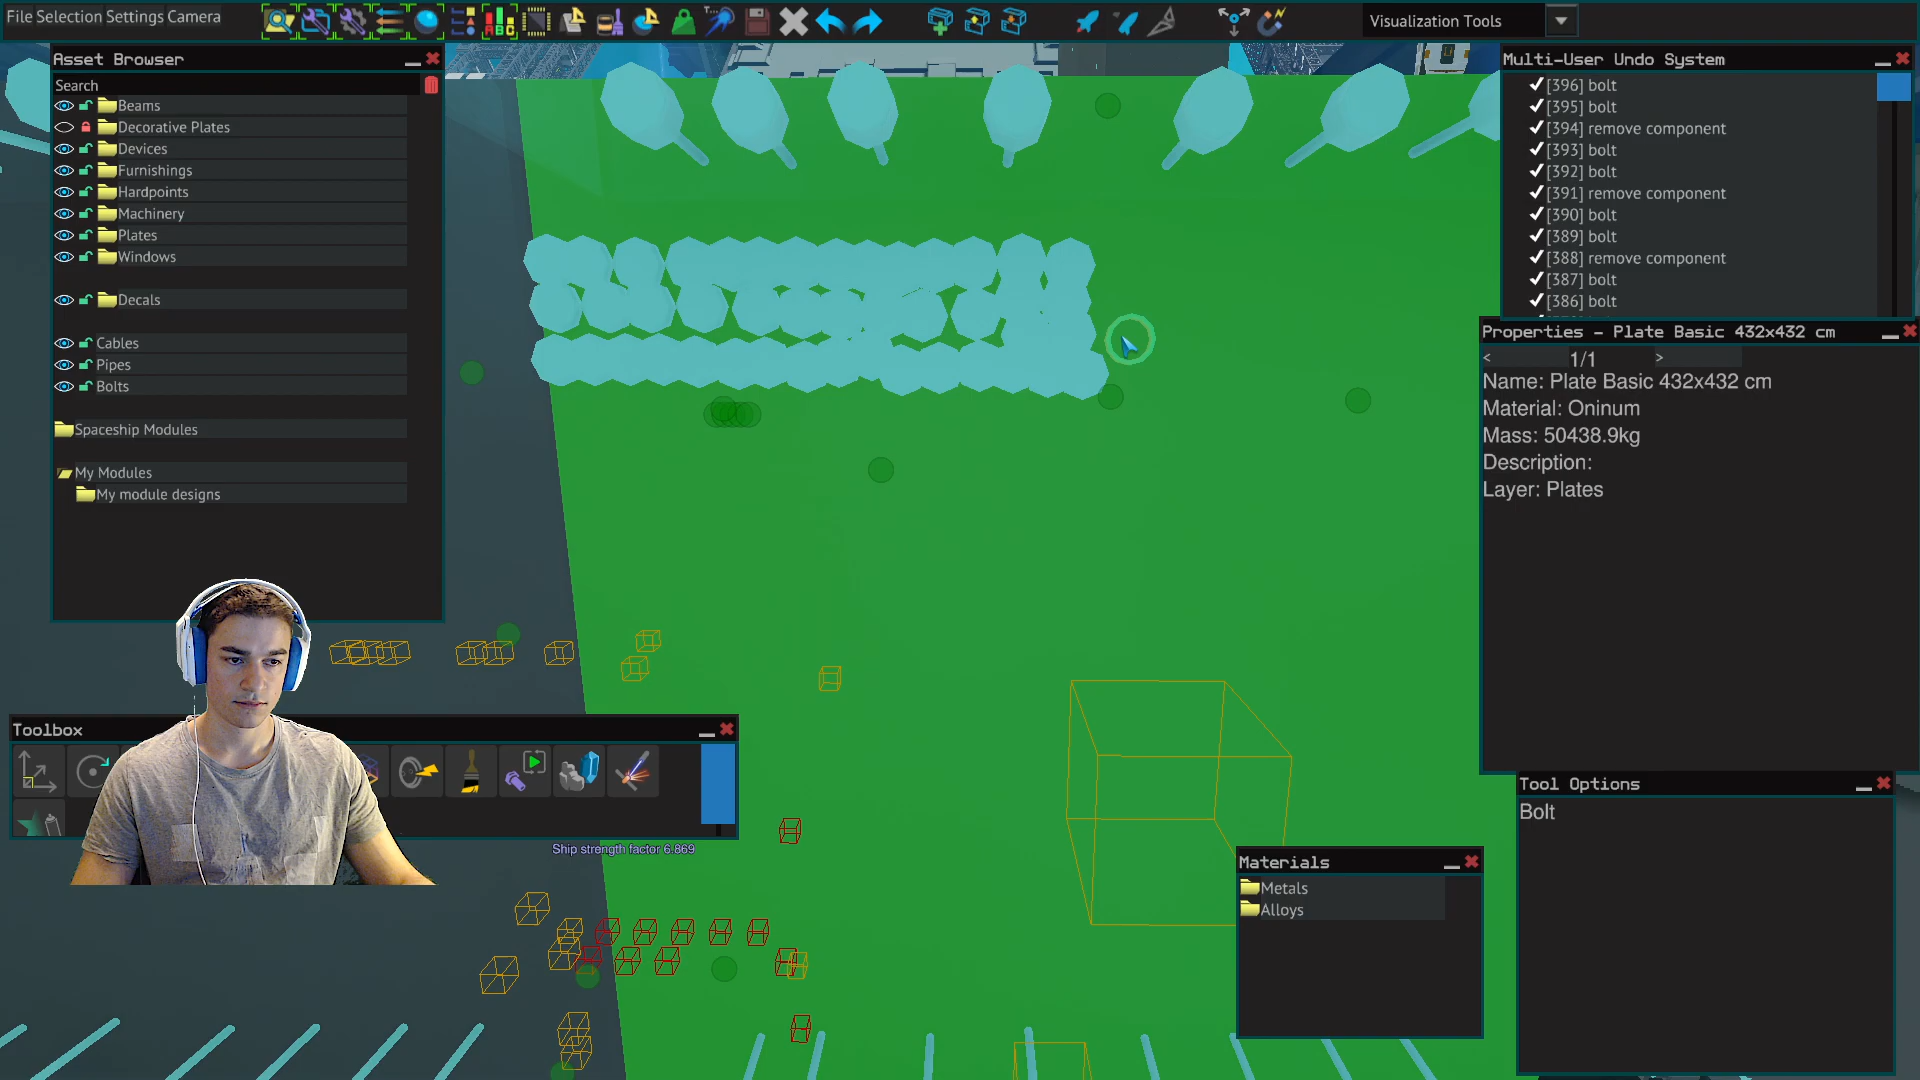 File Selection Settings Camera
Visualization Tools
Asset Browser
Search
Beams
Decorative Plates
Devices
Furnishings
Hardpoints
Machinery
Plates
Windows
Decals
Cables
Pipes
Bolts
Spaceship Modules
My Modules
My module designs
Multi-User Undo System
[396] bolt
[395] bolt
[394] remove component
[393] bolt
[392] bolt
[391] remove component
[390] bolt
[389] bolt
[388] remove component
[387] bolt
[386] bolt
Properties - Plate Basic 432x432 cm
< 1/1 >
Name: Plate Basic 432x432 cm
Material: Oninum
Mass: 50438.9kg
Description:
Layer: Plates
Toolbox
Ship strength factor 6.869
Tool Options
Bolt
Materials
Metals
Alloys
ABC